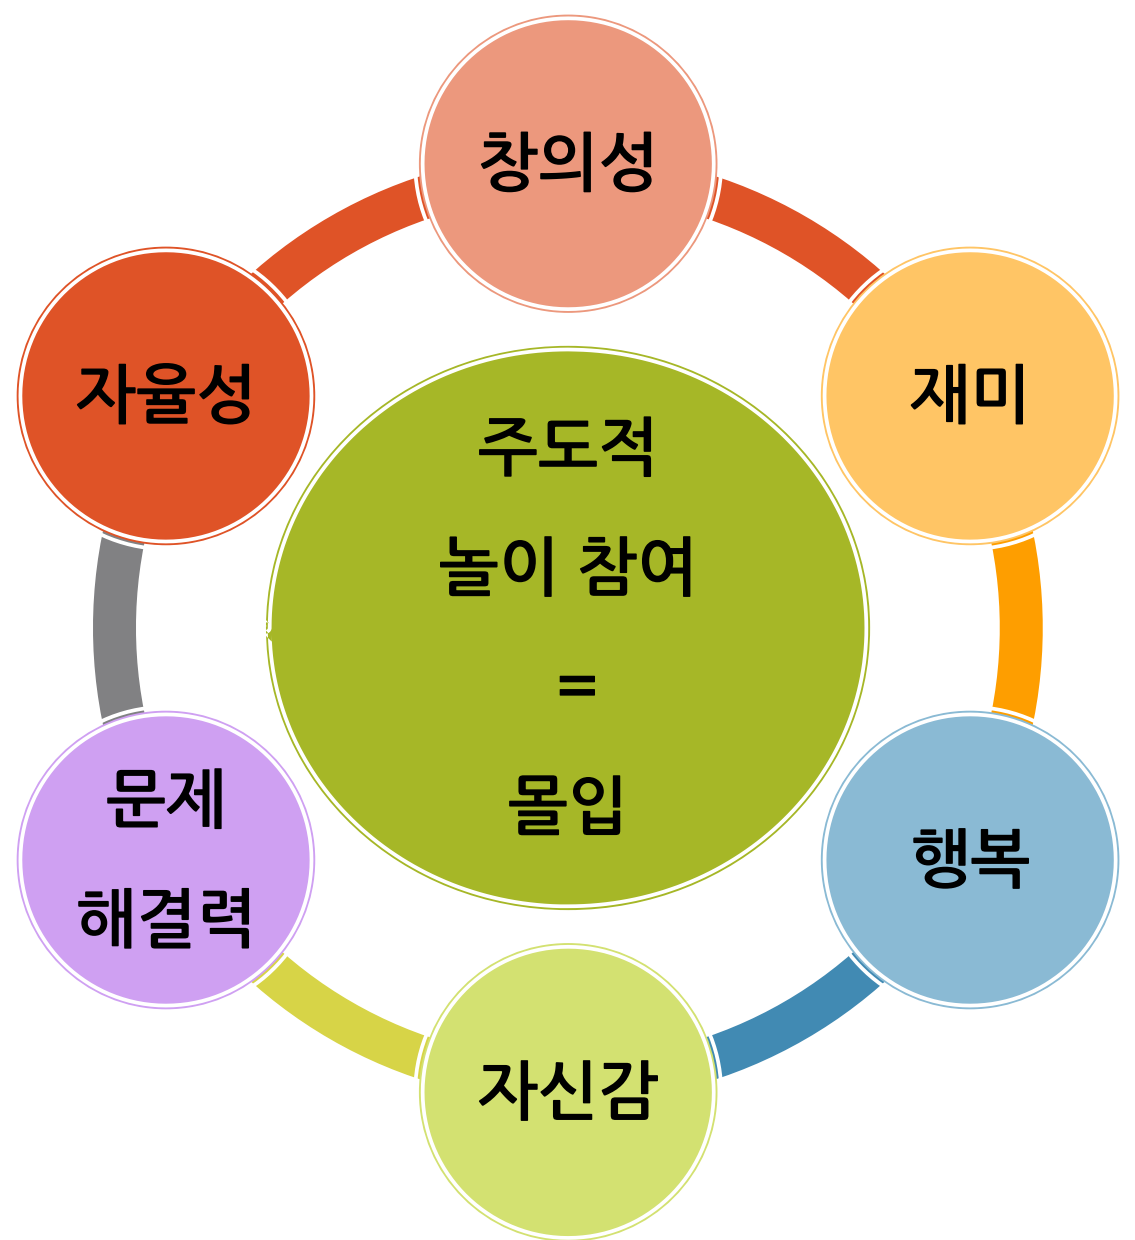 창의성
자율성
재미
주도적
놀이 참여
=
몰입
문제
해결력
행복
자신감